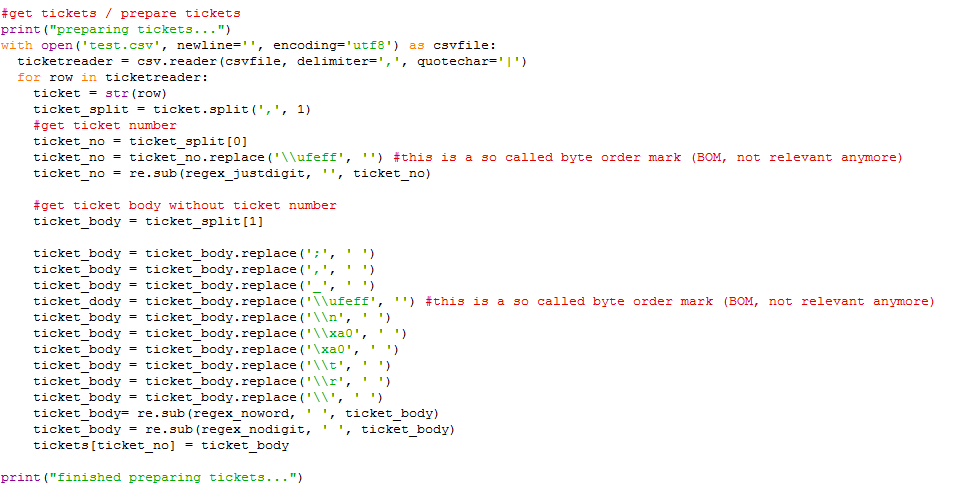 #get tickets / prepare tickets
print("preparing tickets...")
with open('test.csv', newline='', encoding='utf8') as csvfile:
  ticketreader = csv.reader(csvfile, delimiter=',', quotechar='|')
  for row in ticketreader:
    ticket = str(row)
    ticket_split = ticket.split(',', 1)
    #get ticket number
    ticket_no = ticket_split[0]
    ticket_no = ticket_no.replace('\\ufeff', '') #this is a so called byte order mark (BOM, not relevant anymore)
    ticket_no = re.sub(regex_justdigit, '', ticket_no)

    #get ticket body without ticket number
    ticket_body = ticket_split[1]

    ticket_body = ticket_body.replace(';', ' ')
    ticket_body = ticket_body.replace(',', ' ')
    ticket_body = ticket_body.replace('_', ' ')
    ticket_dody = ticket_body.replace('\\ufeff', '') #this is a so called byte order mark (BOM, not relevant anymore)
    ticket_body = ticket_body.replace('\\n', ' ')
    ticket_body = ticket_body.replace('\\xa0', ' ')
    ticket_body = ticket_body.replace('\xa0', ' ')
    ticket_body = ticket_body.replace('\\t', ' ')
    ticket_body = ticket_body.replace('\\r', ' ')
    ticket_body = ticket_body.replace('\\', ' ')
    ticket_body= re.sub(regex_noword, ' ', ticket_body)
    ticket_body = re.sub(regex_nodigit, ' ', ticket_body)
    tickets[ticket_no] = ticket_body

print("finished preparing tickets...")